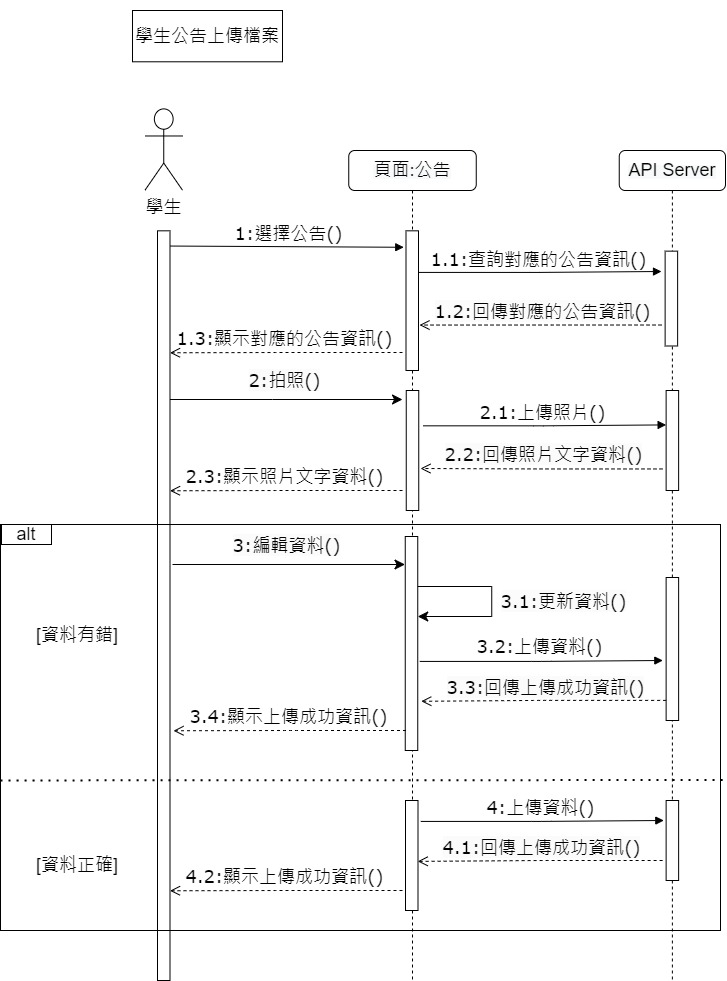 學生公告上傳檔案
學生
頁面:公告
API Server
1:選擇公告()
1.1:查詢對應的公告資訊()
1.2:回傳對應的公告資訊()
1.3:顯示對應的公告資訊()
2:拍照()
2.1:上傳照片()
2.2:回傳照片文字資料()
2.3:顯示照片文字資料()
alt
3:編輯資料()
3.1:更新資料()
[資料有錯]
3.2:上傳資料()
3.3:回傳上傳成功資訊()
3.4:顯示上傳成功資訊()
4:上傳資料()
4.1:回傳上傳成功資訊()
[資料正確]
4.2:顯示上傳成功資訊()